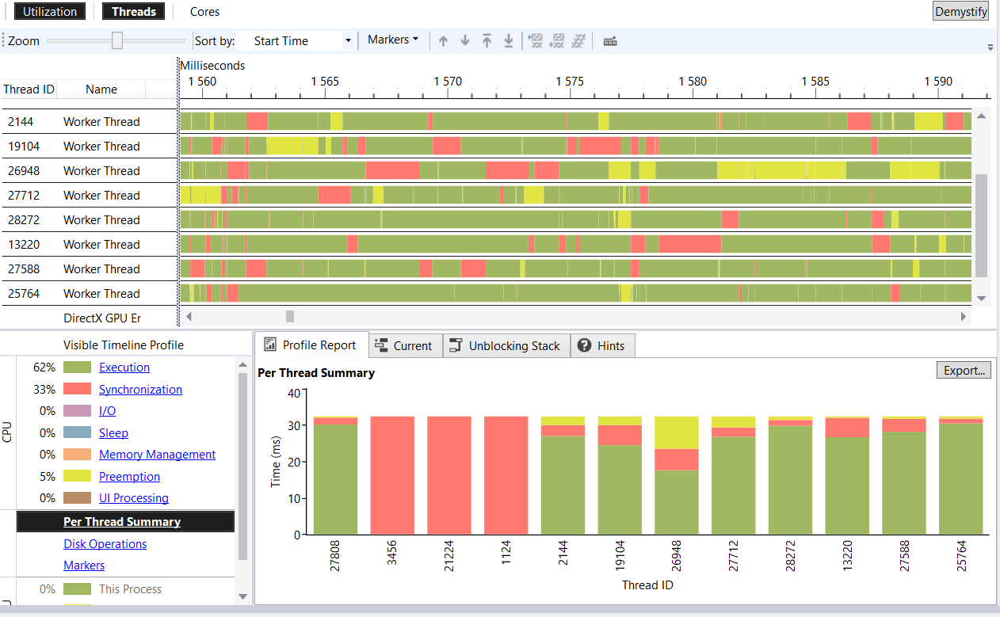 Utilization Threads Cores Demystify
Zoom Sort by: Start Time Markers
Milliseconds
1 560 1 565 1 570 1 575 1 580 1 585 1 590
Thread ID Name
2144 Worker Thread
19104 Worker Thread
26948 Worker Thread
27712 Worker Thread
28272 Worker Thread
13220 Worker Thread
27588 Worker Thread
25764 Worker Thread
DirectX GPU Er
Visible Timeline Profile
CPU
62% Execution
33% Synchronization
0% I/O
0% Sleep
0% Memory Management
5% Preemption
0% UI Processing
Per Thread Summary
Disk Operations
Markers
0% This Process
Profile Report Current Unblocking Stack Hints
Per Thread Summary Export...
Time (ms)
40
30
20
10
0
27808 3456 21224 1124 2144 19104 26948 27712 28272 13220 27588 25764
Thread ID